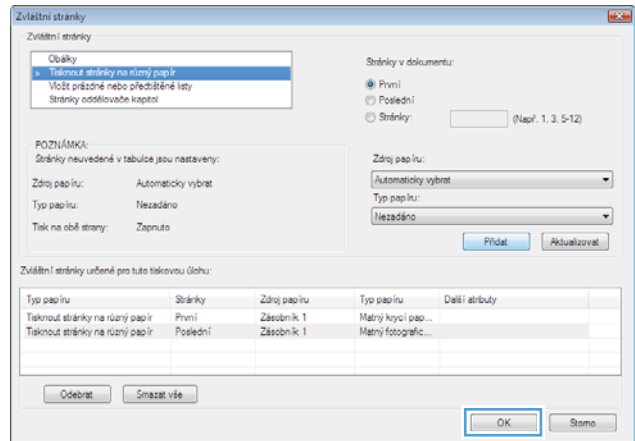 Zvláštní stránky
Zvláštní stránky
Obálky
» Tisknout stránky na různý papír
Vložit prázdné nebo předtištěné listy
Stránky oddělovače kapitol
Stránky v dokumentu:
První
Poslední
Stránky:
(Např. 1, 3, 5-12)
POZNÁMKA:
Stránky neuvedené v tabulce jsou nastaveny:
Zdroj papíru: Automaticky vybrat
Typ papíru: Nezadáno
Tisk na obě strany: Zapnuto
Zdroj papíru:
Automaticky vybrat
Typ papíru:
Nezadáno
Přidat Aktualizovat
Zvláštní stránky určené pro tuto tiskovou úlohu:
Typ papíru Stránky Zdroj papíru Typ papíru Další atributy
Tisknout stránky na různý papír První Zásobník 1 Matný krycí pap...
Tisknout stránky na různý papír Poslední Zásobník 1 Matný fotografic...
Odebrat Smazat vše
OK Storno